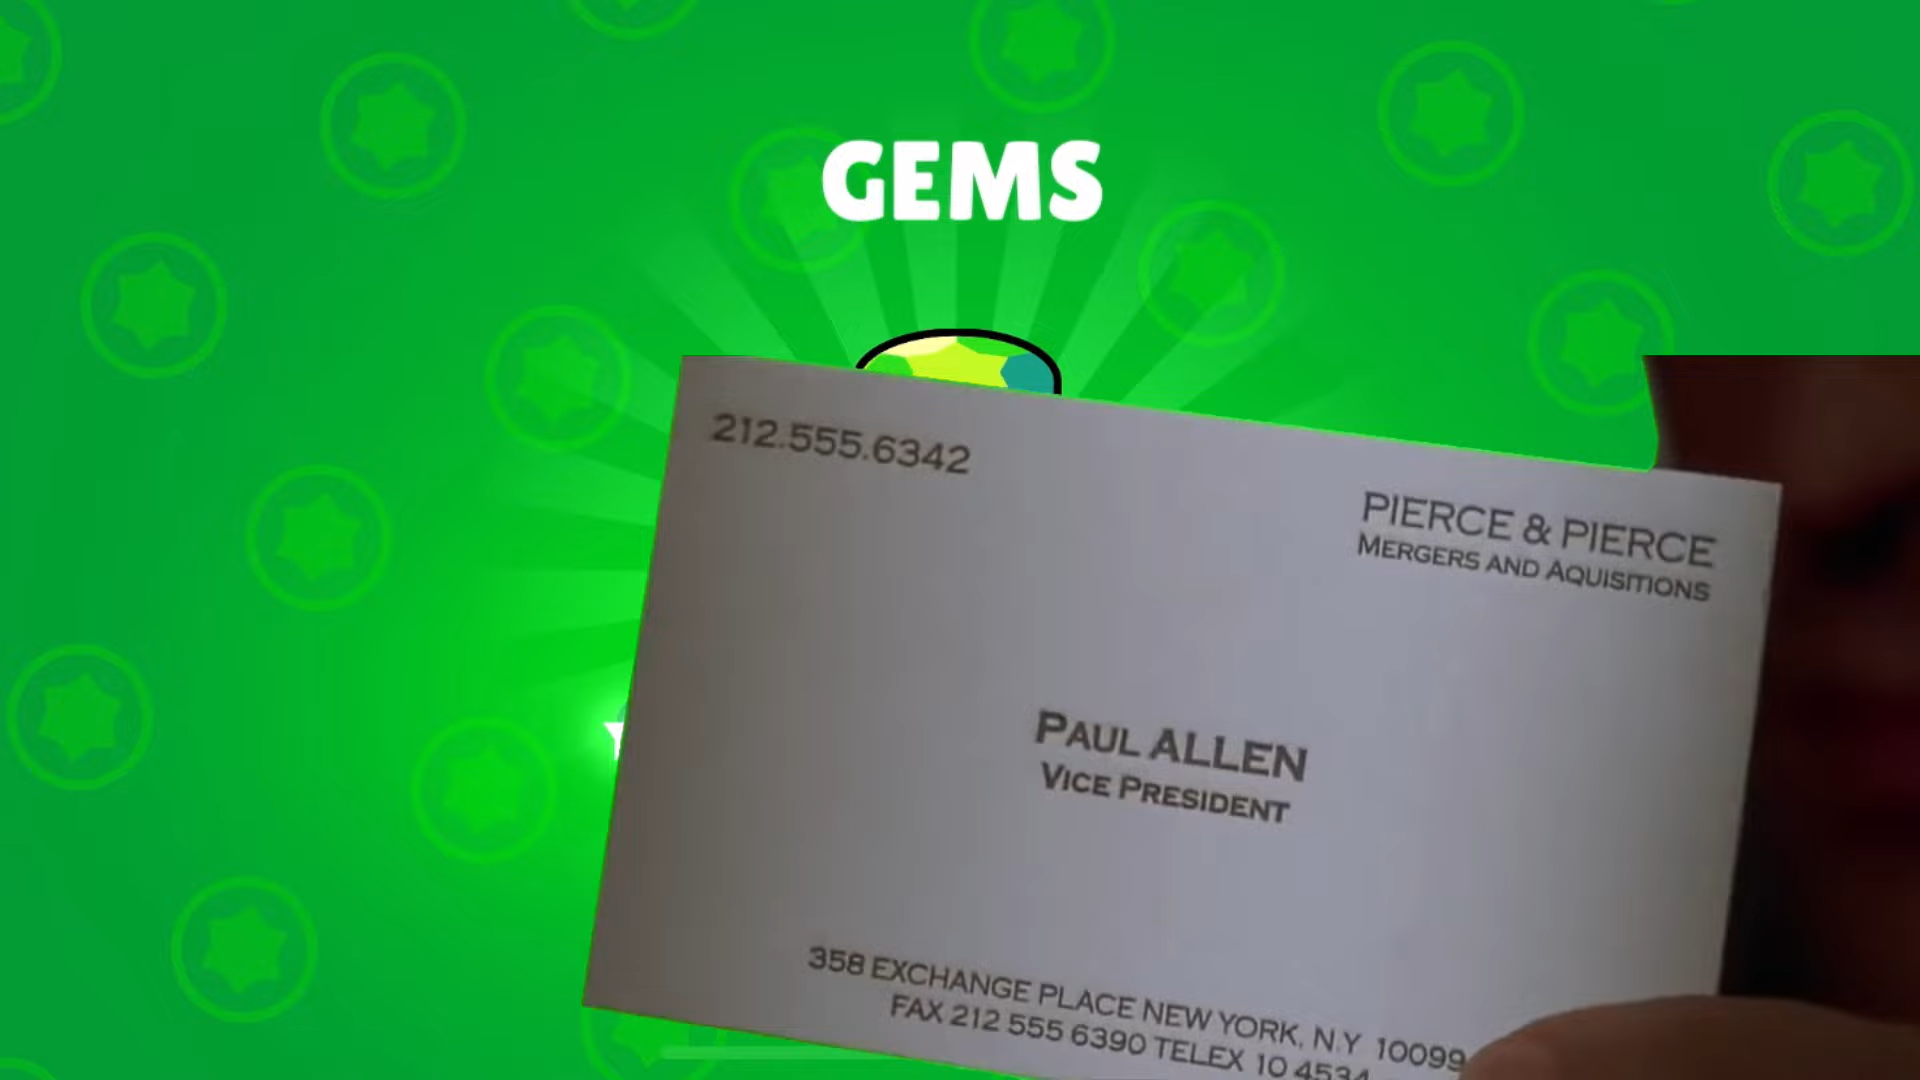 GEMS
212.555.6342
PIERCE & PIERCE
MERGERS AND AQUISITIONS
PAUL ALLEN
VICE PRESIDENT
358 EXCHANGE PLACE NEW YORK, N.Y 10099
FAX 212 555 6390 TELEX 10 4534